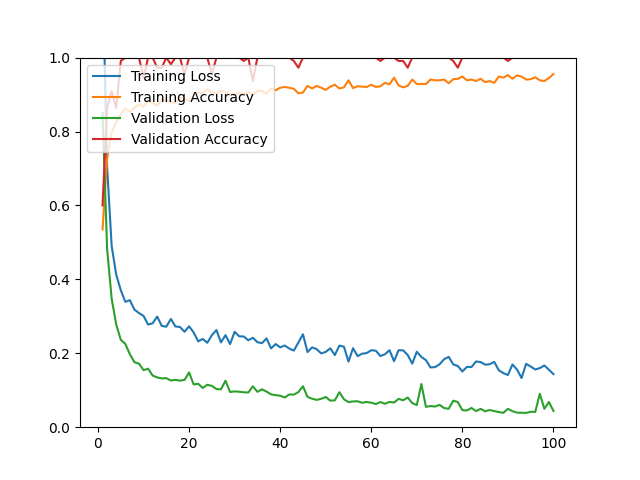 1.0
0.8
0.6
0.4
0.2
0.0
Training Loss
Training Accuracy
Validation Loss
Validation Accuracy
0 20 40 60 80 100